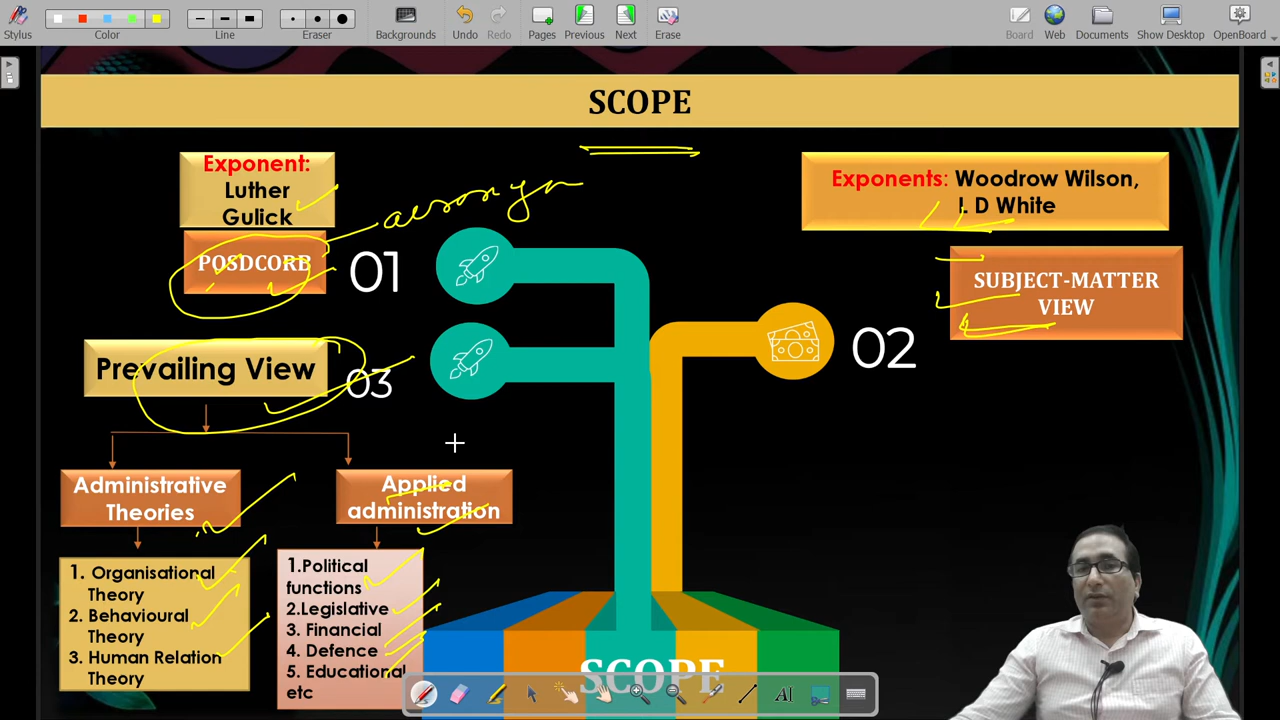 Stylus
Color
Line
Eraser
Backgrounds
Undo
Redo
Pages
Previous
Next
Erase
Board
Web
Documents
Show Desktop
OpenBoard
SCOPE
Exponent:
Luther
Gulick
POSDCORB
acronym
01
Exponents: Woodrow Wilson,
L D White
SUBJECT-MATTER
VIEW
02
Prevailing View
03
Administrative
Theories
Applied
administration
1. Organisational
Theory
2. Behavioural
Theory
3. Human Relation
Theory
1.Political
functions
2.Legislative
3. Financial
4. Defence
5. Educational
etc
SCOPE